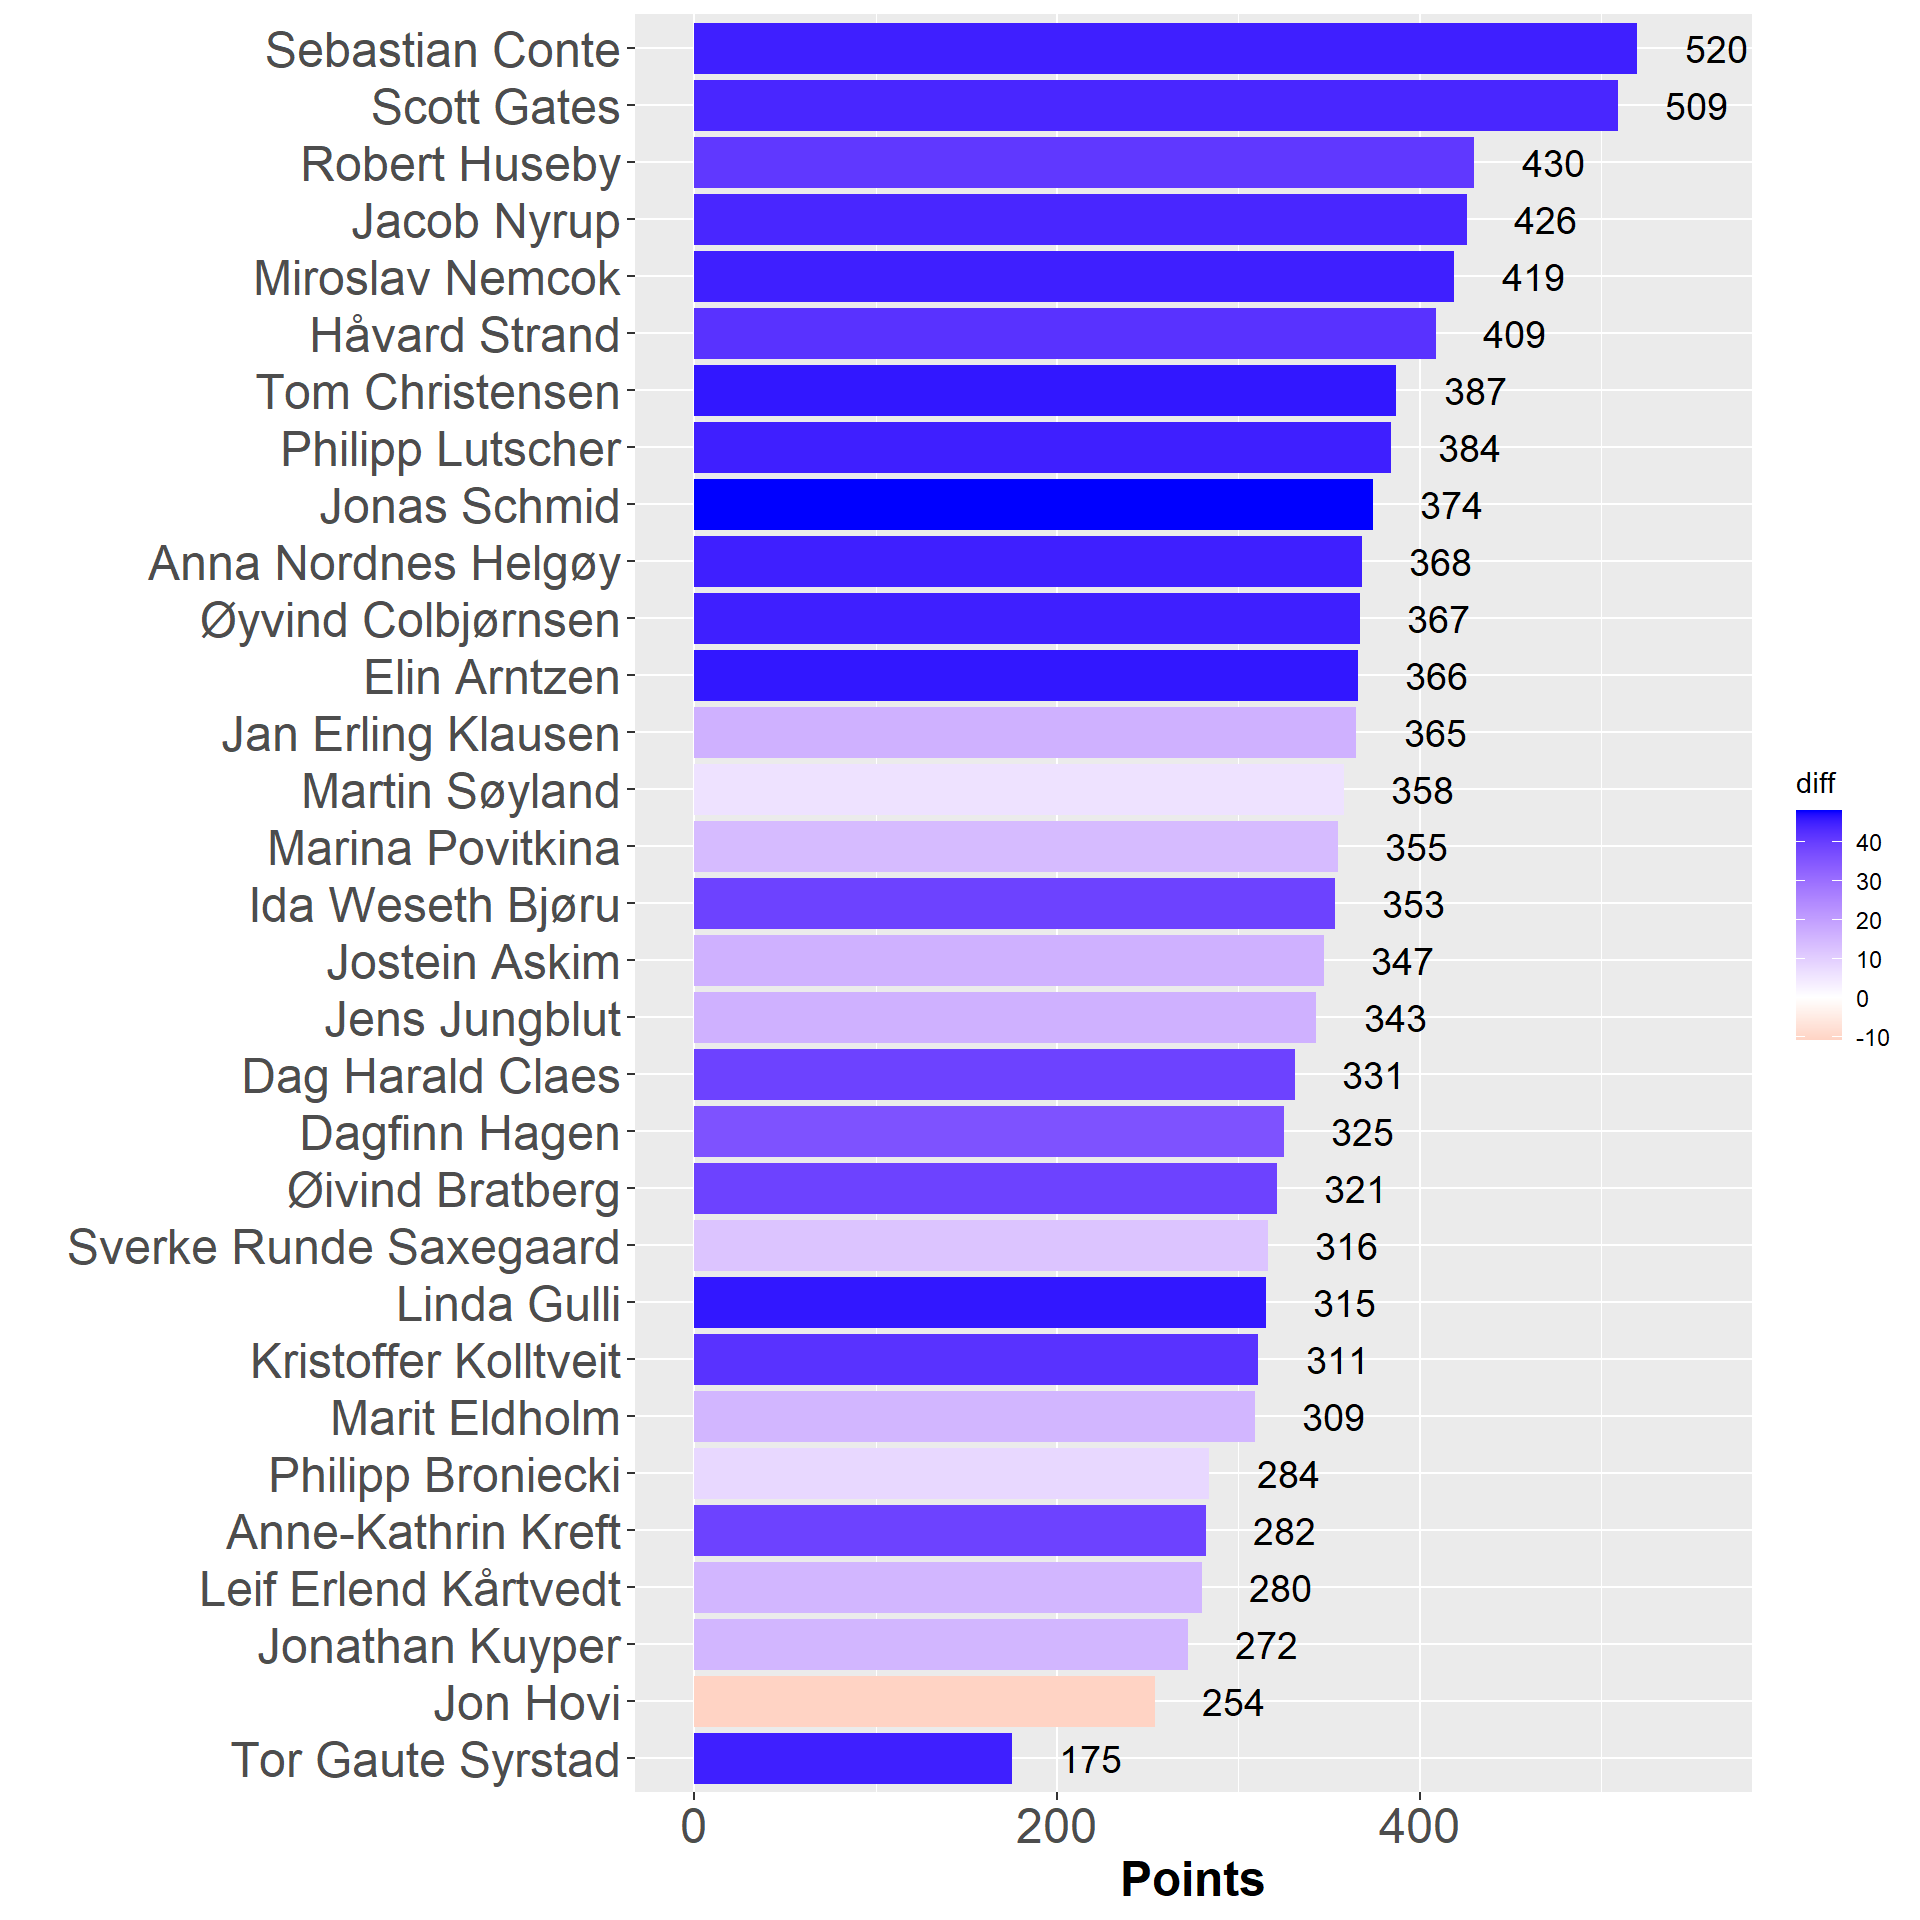 Sebastian Conte 520
Scott Gates 509
Robert Huseby 430
Jacob Nyrup 426
Miroslav Nemcok 419
Håvard Strand 409
Tom Christensen 387
Philipp Lutscher 384
Jonas Schmid 374
Anna Nordnes Helgøy 368
Øyvind Colbjørnsen 367
Elin Arntzen 366
Jan Erling Klausen 365
Martin Søyland 358
Marina Povitkina 355
Ida Weseth Bjøru 353
Jostein Askim 347
Jens Jungblut 343
Dag Harald Claes 331
Dagfinn Hagen 325
Øivind Bratberg 321
Sverke Runde Saxegaard 316
Linda Gulli 315
Kristoffer Kolltveit 311
Marit Eldholm 309
Philipp Broniecki 284
Anne-Kathrin Kreft 282
Leif Erlend Kårtvedt 280
Jonathan Kuyper 272
Jon Hovi 254
Tor Gaute Syrstad 175
0 200 400
Points
diff
40
30
20
10
0
-10